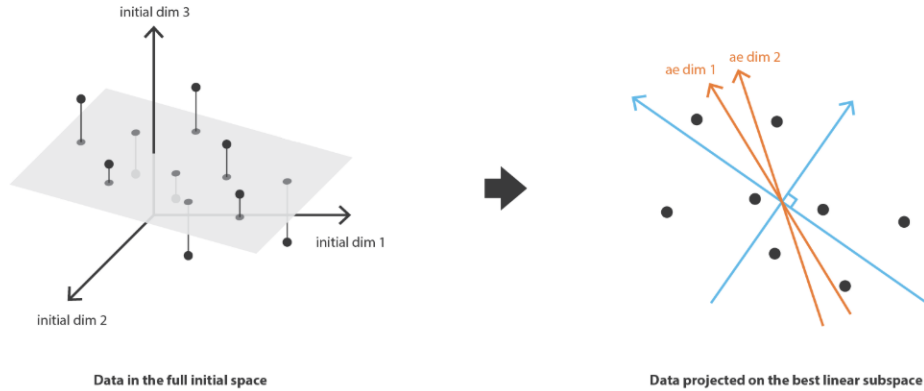 initial dim 3
initial dim 1
initial dim 2
Data in the full initial space
ae dim 2
ae dim 1
Data projected on the best linear subspace